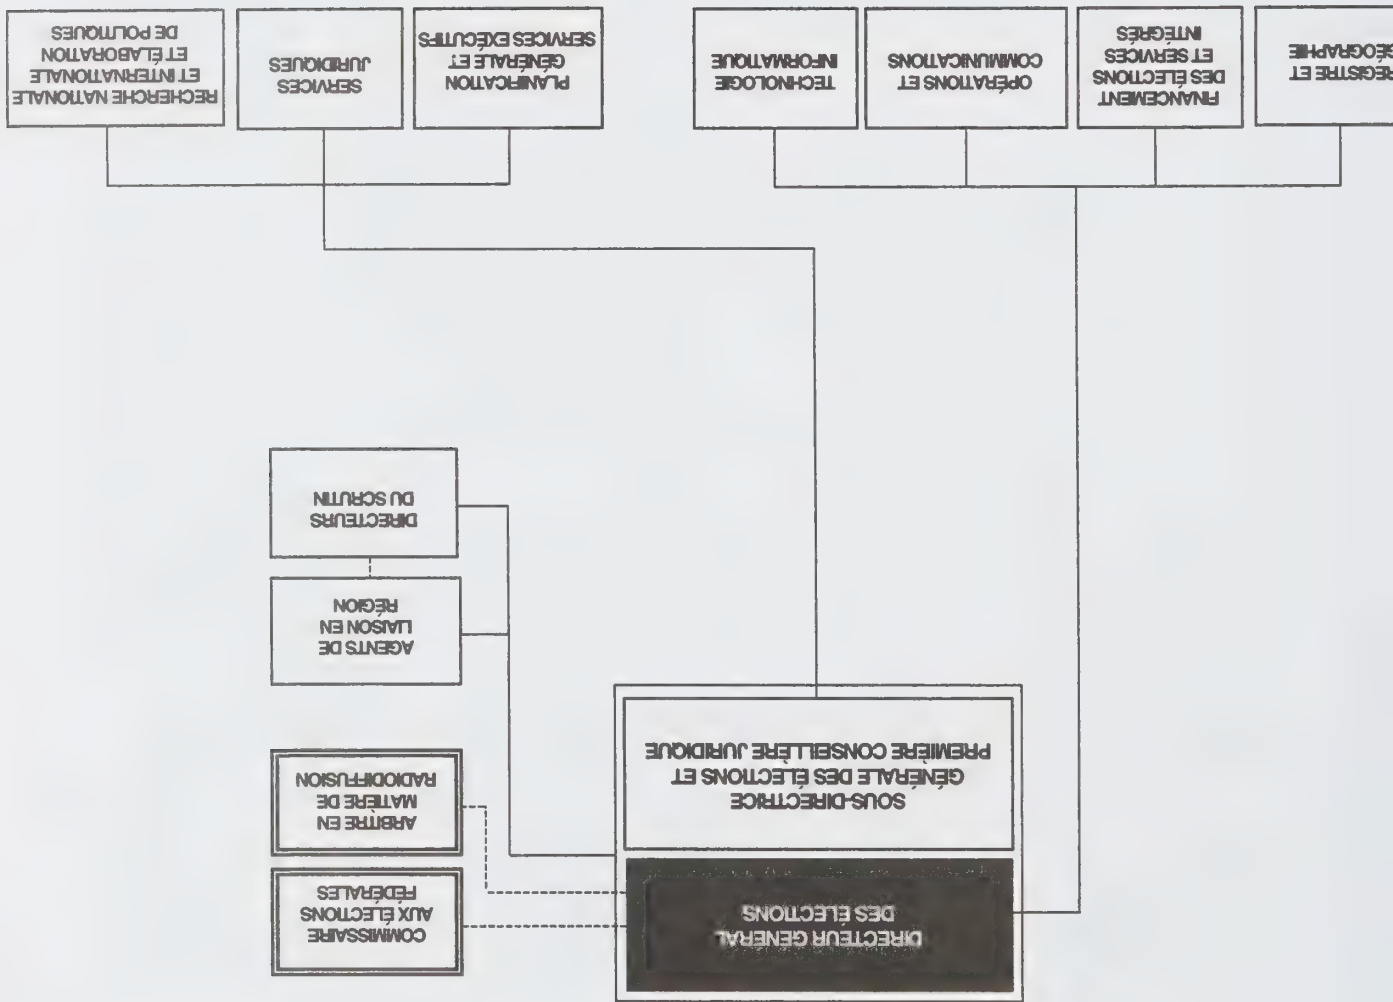 DIRECTEUR GÉNÉRAL
DES ÉLECTIONS
COMMISSAIRE
AUX ÉLECTIONS
FÉDÉRALES
SOUS-DIRECTRICE
GÉNÉRALE DES ÉLECTIONS ET
PREMIÈRE CONSEILLÈRE JURIDIQUE
ARBITRE EN
MATIÈRE DE
RADIODIFFUSION
AGENTS DE
LIAISON EN
RÉGION
DIRECTEURS
DU SCRUTIN
REGISTRE ET
GÉOGRAPHIE
FINANCEMENT
DES ÉLECTIONS
ET SERVICES
INTÉGRÉS
OPÉRATIONS ET
COMMUNICATIONS
TECHNOLOGIE
INFORMATIQUE
PLANIFICATION
GÉNÉRALE ET
SERVICES EXÉCUTIFS
SERVICES
JURIDIQUES
RECHERCHE NATIONALE
ET INTERNATIONALE
ET ÉLABORATION
DE POLITIQUES